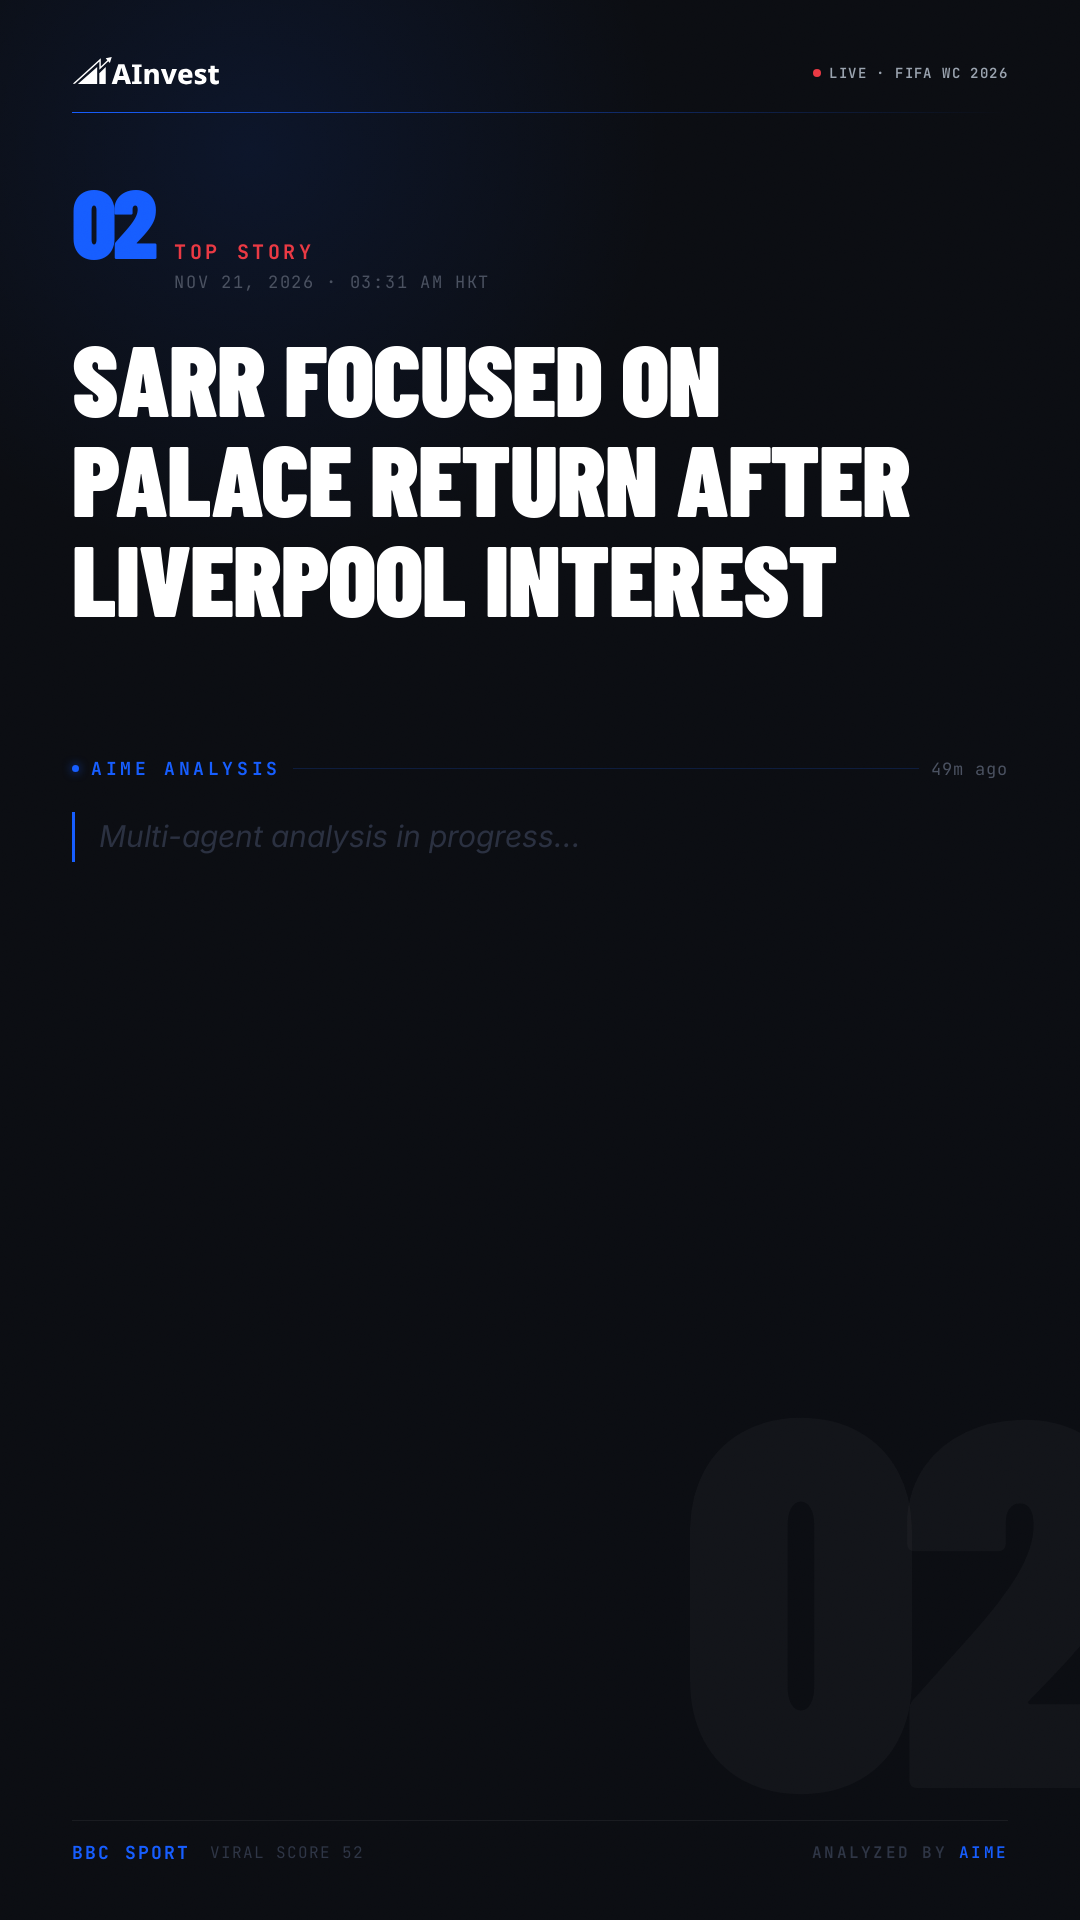 AInvest
LIVE · FIFA WC 2026
02
TOP STORY
NOV 21, 2026 · 03:31 AM HKT
SARR FOCUSED ON
PALACE RETURN AFTER
LIVERPOOL INTEREST
AIME ANALYSIS
49m ago
Multi-agent analysis in progress...
02
BBC SPORT
VIRAL SCORE 52
ANALYZED BY AIME